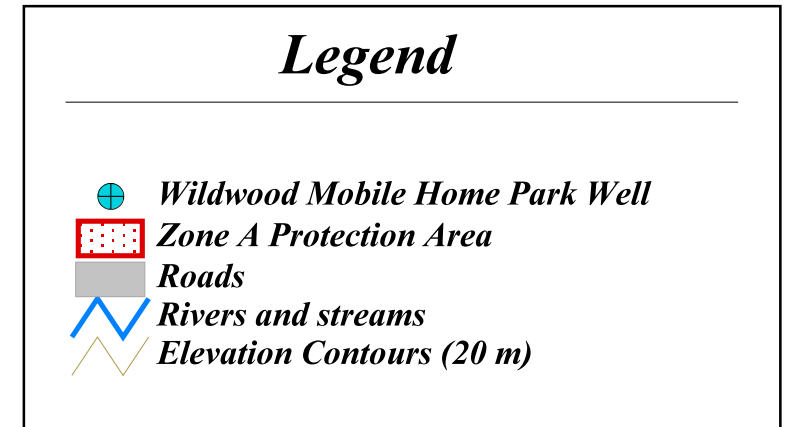 Legend
Wildwood Mobile Home Park Well
Zone A Protection Area
Roads
Rivers and streams
Elevation Contours (20 m)